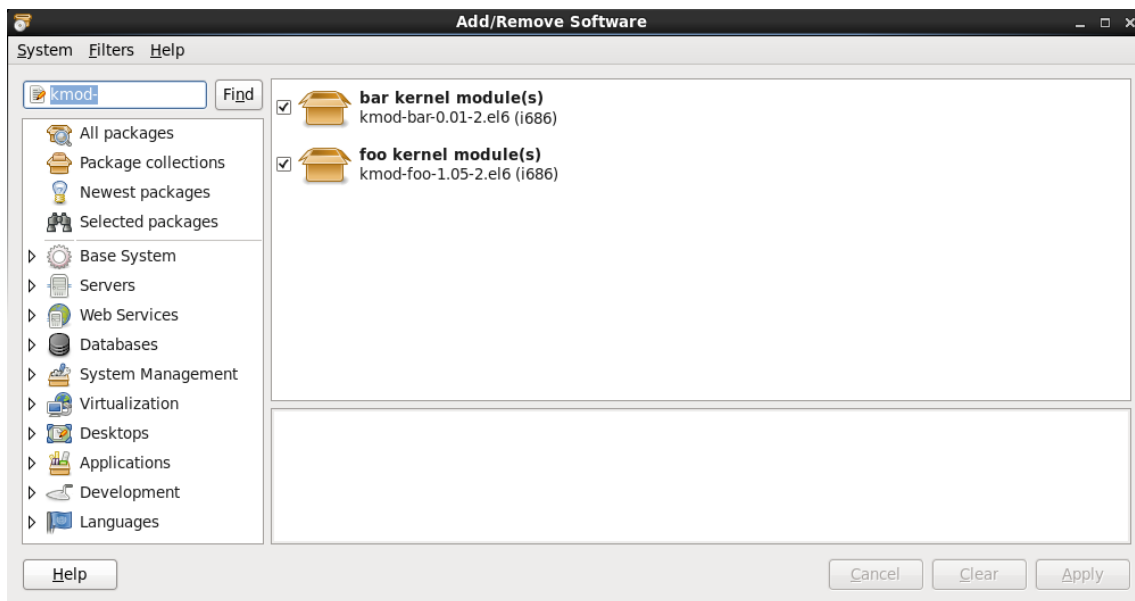 Add/Remove Software
System Filters Help
kmod-
Find
All packages
Package collections
Newest packages
Selected packages
Base System
Servers
Web Services
Databases
System Management
Virtualization
Desktops
Applications
Development
Languages
bar kernel module(s)
kmod-bar-0.01-2.el6 (i686)
foo kernel module(s)
kmod-foo-1.05-2.el6 (i686)
Help
Cancel Clear Apply